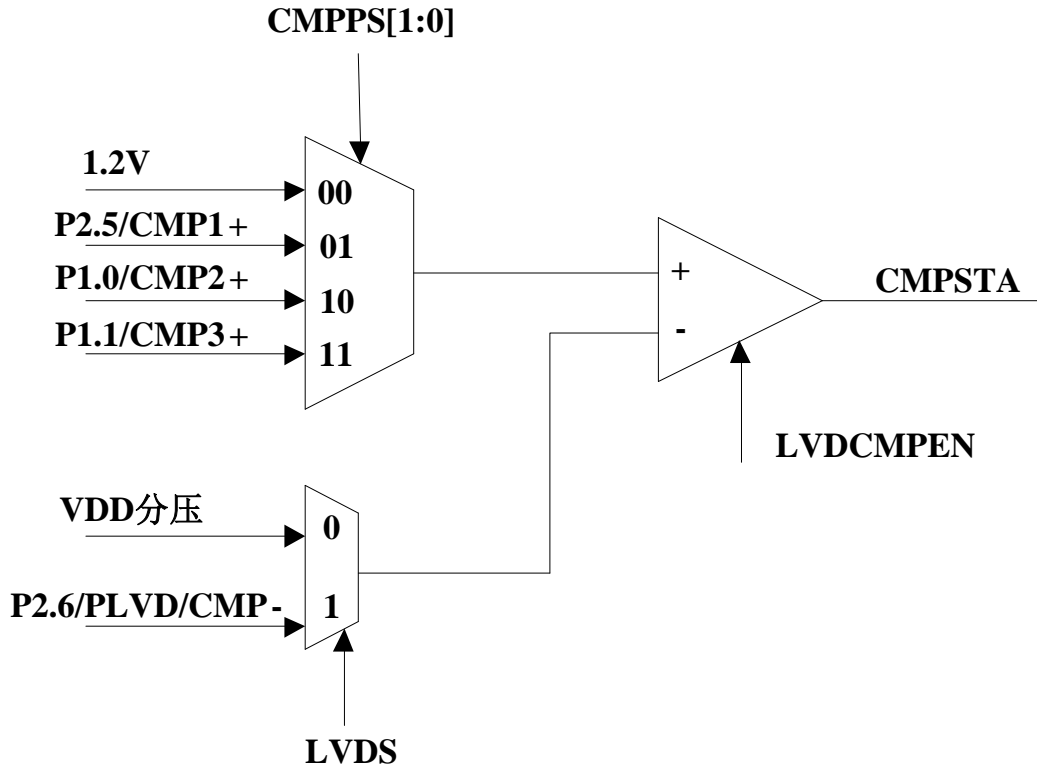 CMPPS[1:0]
1.2V
00
P2.5/CMP1+
01
P1.0/CMP2+
10
P1.1/CMP3+
11
+
-
CMPSTA
LVDCMPEN
VDD分压
0
P2.6/PLVD/CMP-
1
LVDS